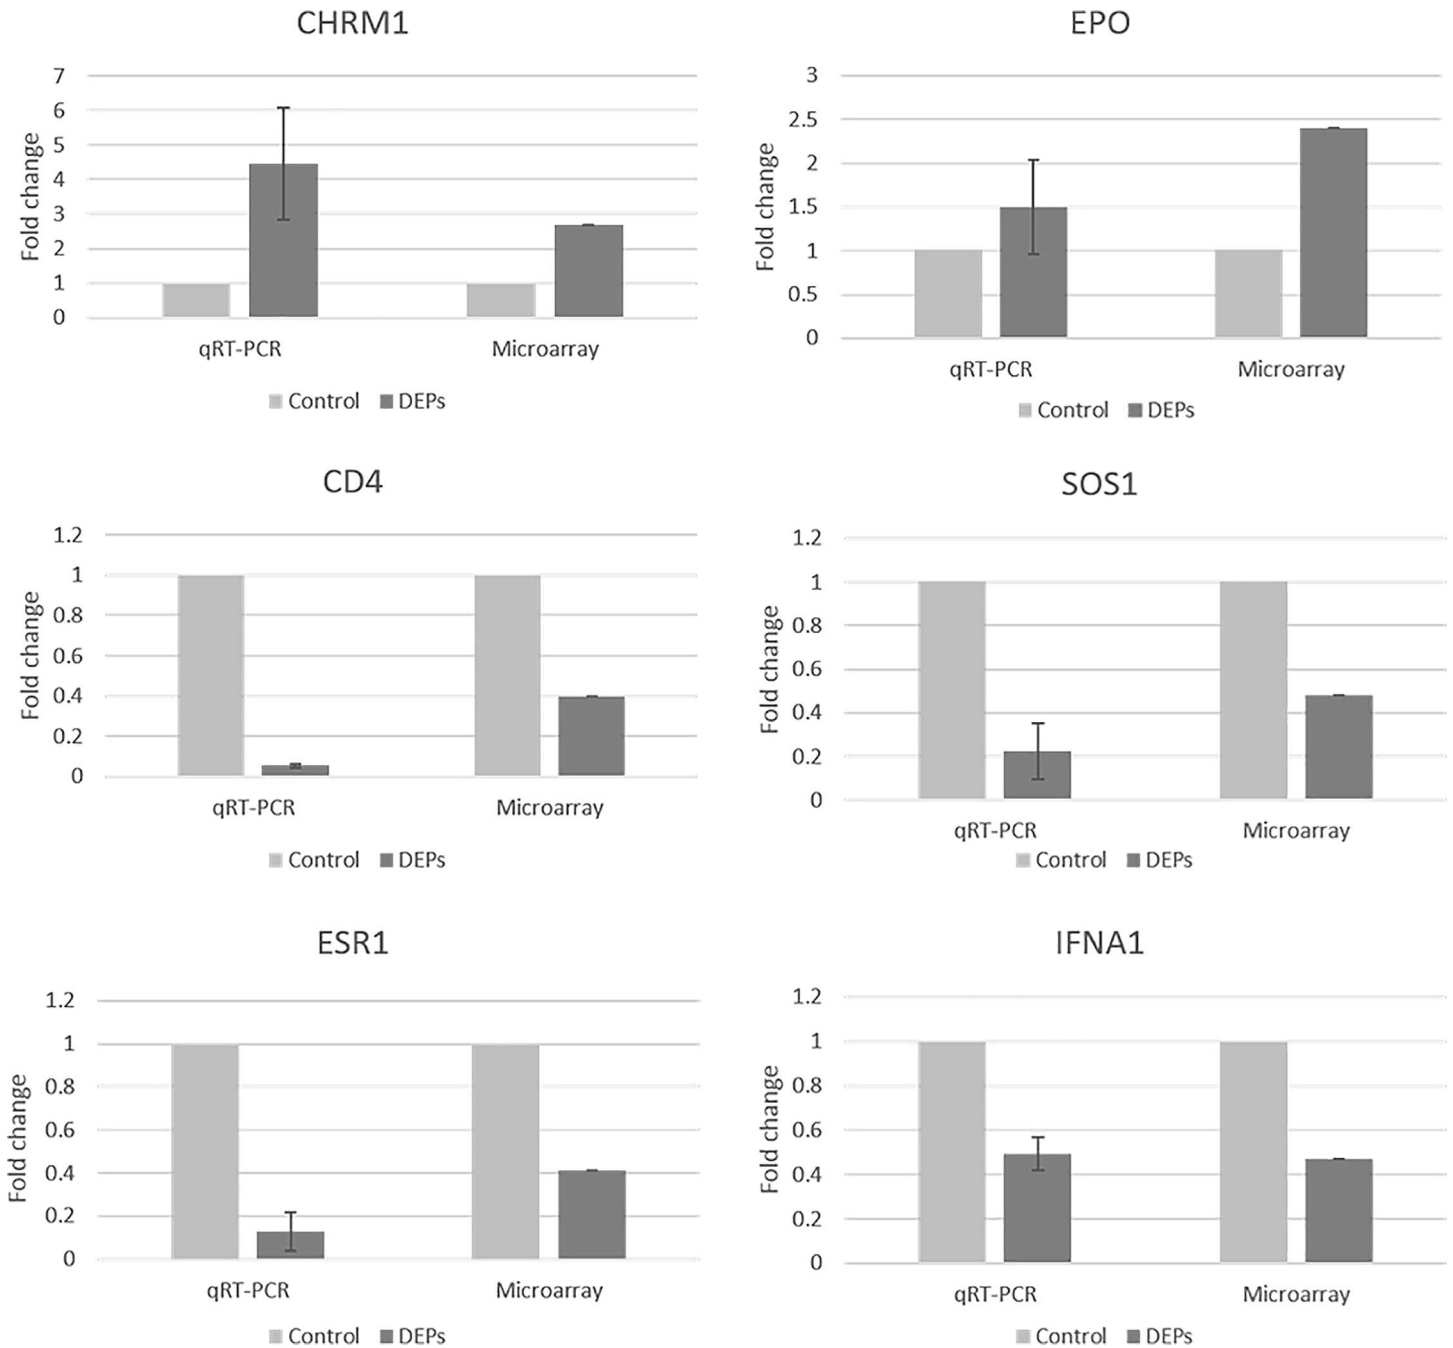 CHRM1
Fold change
7
6
5
4
3
2
1
0
qRT-PCR Microarray
Control DEPs
EPO
Fold change
3
2.5
2
1.5
1
0.5
0
qRT-PCR Microarray
Control DEPs
CD4
Fold change
1.2
1
0.8
0.6
0.4
0.2
0
qRT-PCR Microarray
Control DEPs
SOS1
Fold change
1.2
1
0.8
0.6
0.4
0.2
0
qRT-PCR Microarray
Control DEPs
ESR1
Fold change
1.2
1
0.8
0.6
0.4
0.2
0
qRT-PCR Microarray
Control DEPs
IFNA1
Fold change
1.2
1
0.8
0.6
0.4
0.2
0
qRT-PCR Microarray
Control DEPs